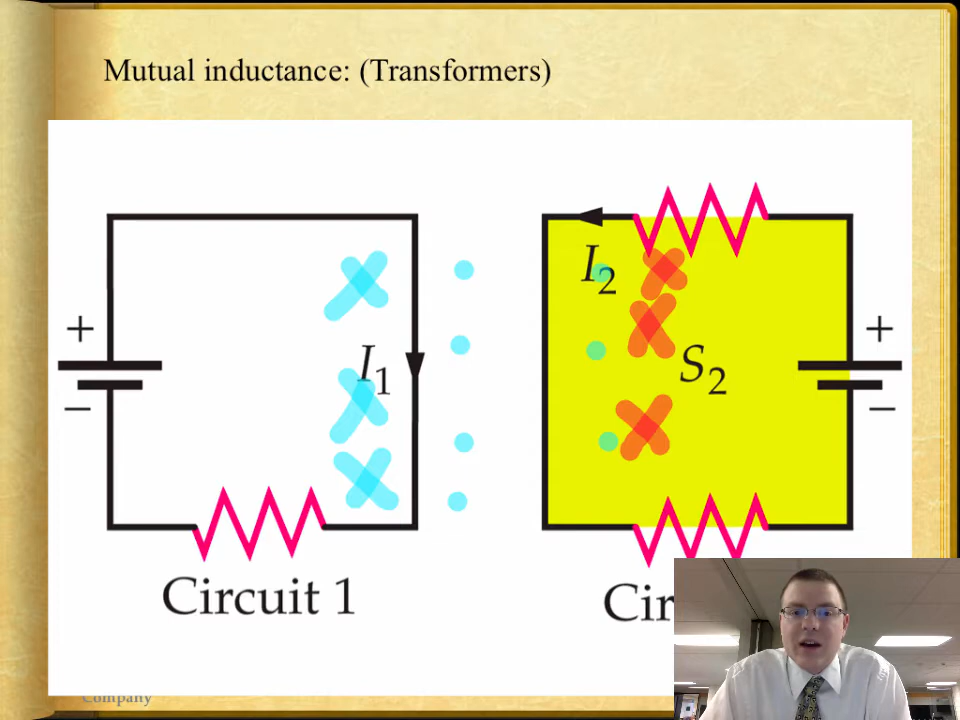 Mutual inductance: (Transformers)
+
+
I2
I1
S2
−
−
Circuit 1
Cir
Company